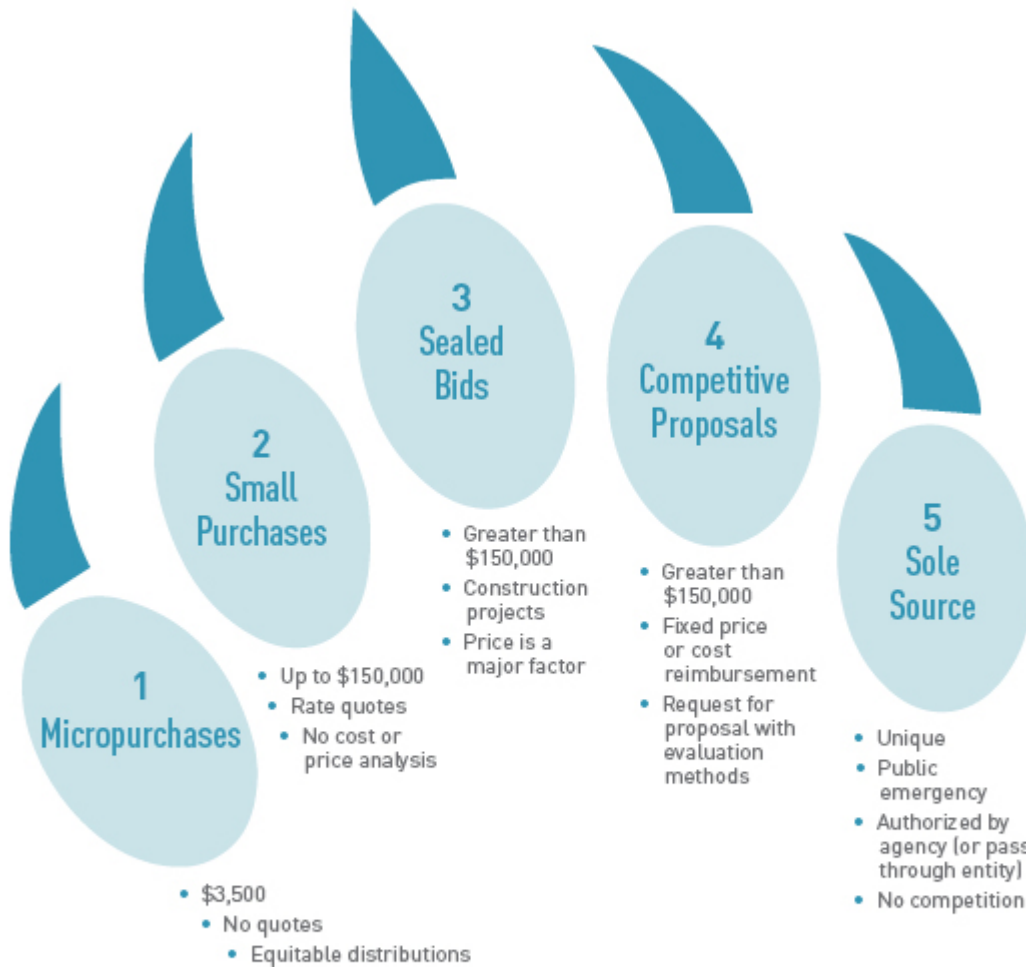 1
Micropurchases
• $3,500
• No quotes
• Equitable distributions
2
Small
Purchases
• Up to $150,000
• Rate quotes
• No cost or
price analysis
3
Sealed
Bids
• Greater than
$150,000
• Construction
projects
• Price is a
major factor
4
Competitive
Proposals
• Greater than
$150,000
• Fixed price
or cost
reimbursement
• Request for
proposal with
evaluation
methods
5
Sole
Source
• Unique
• Public
emergency
• Authorized by
agency (or pass
through entity)
• No competition